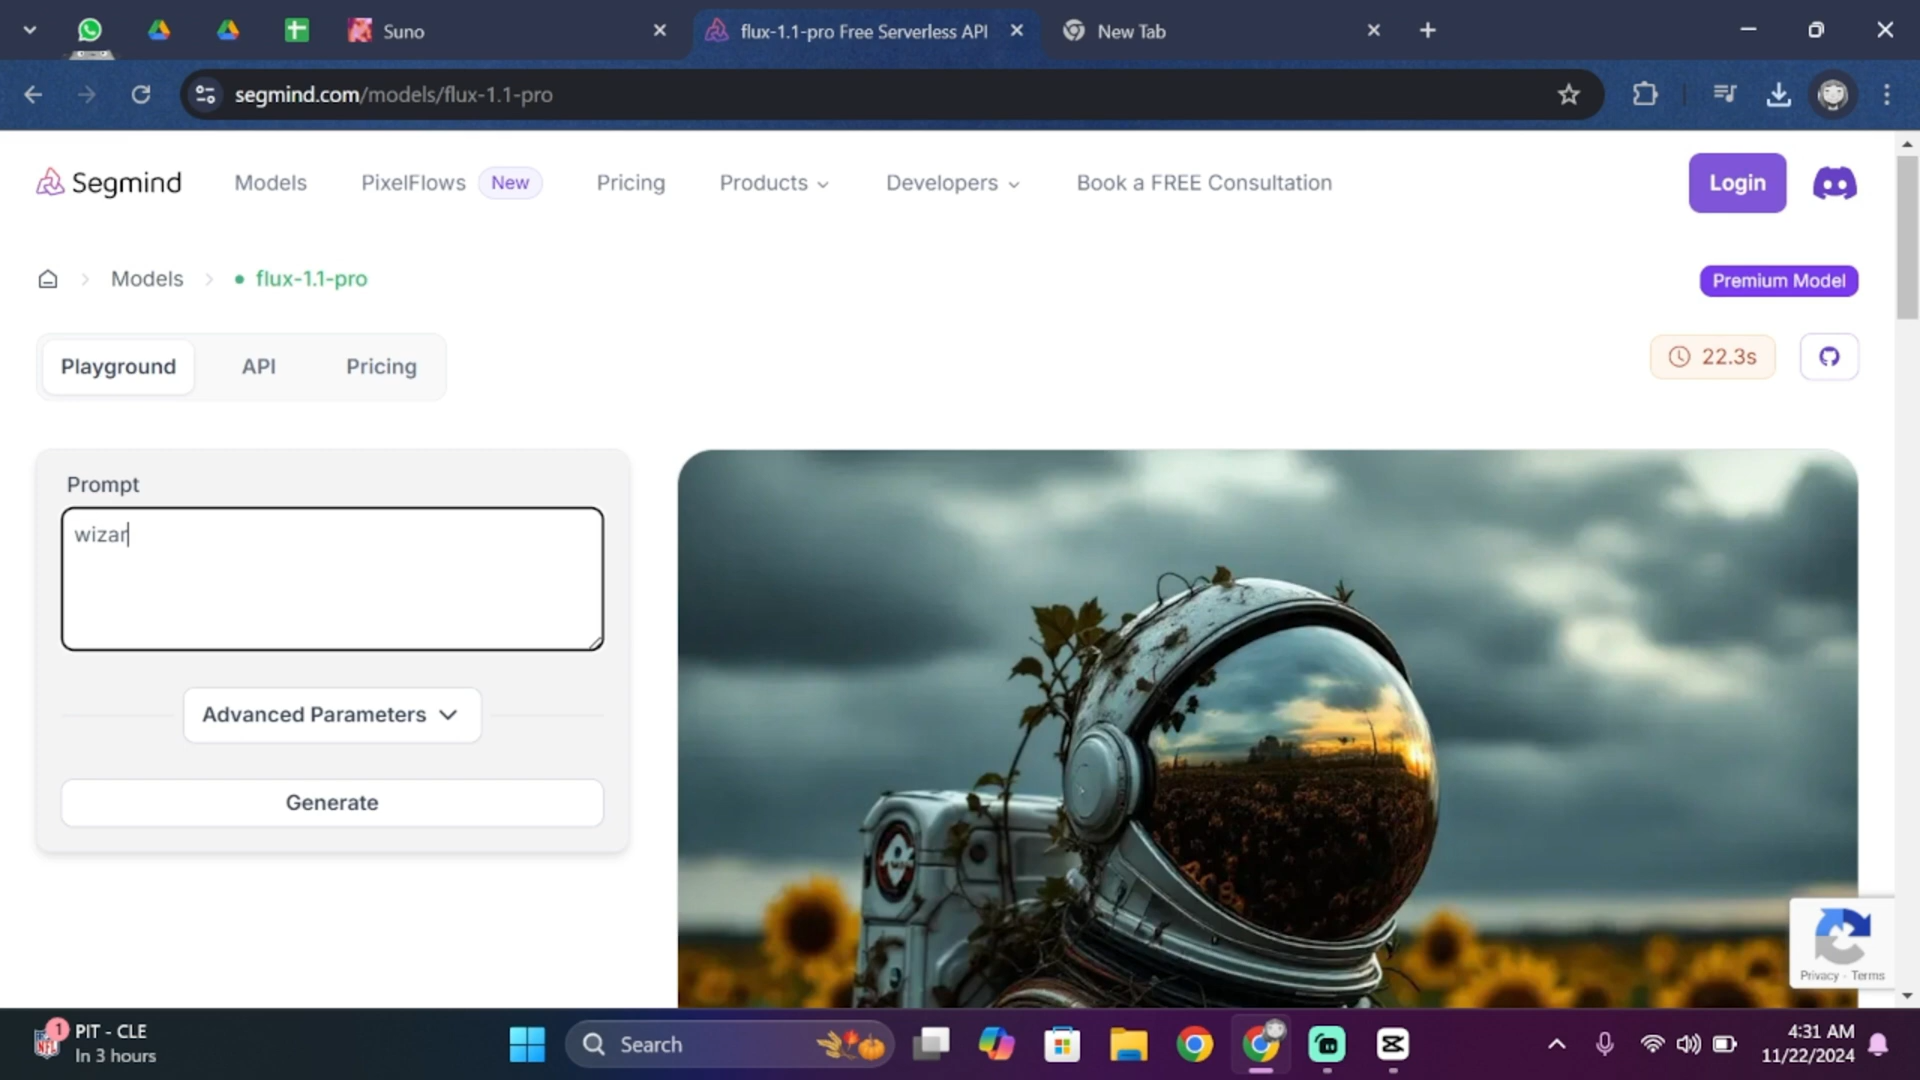 Suno
flux-1.1-pro Free Serverless API
New Tab
segmind.com/models/flux-1.1-pro
Segmind
Models
PixelFlows
New
Pricing
Products
Developers
Book a FREE Consultation
Login
Models
flux-1.1-pro
Premium Model
Playground
API
Pricing
22.3s
Prompt
wizar
Advanced Parameters
Generate
Privacy - Terms
1
PIT - CLE
In 3 hours
Search
4:31 AM
11/22/2024